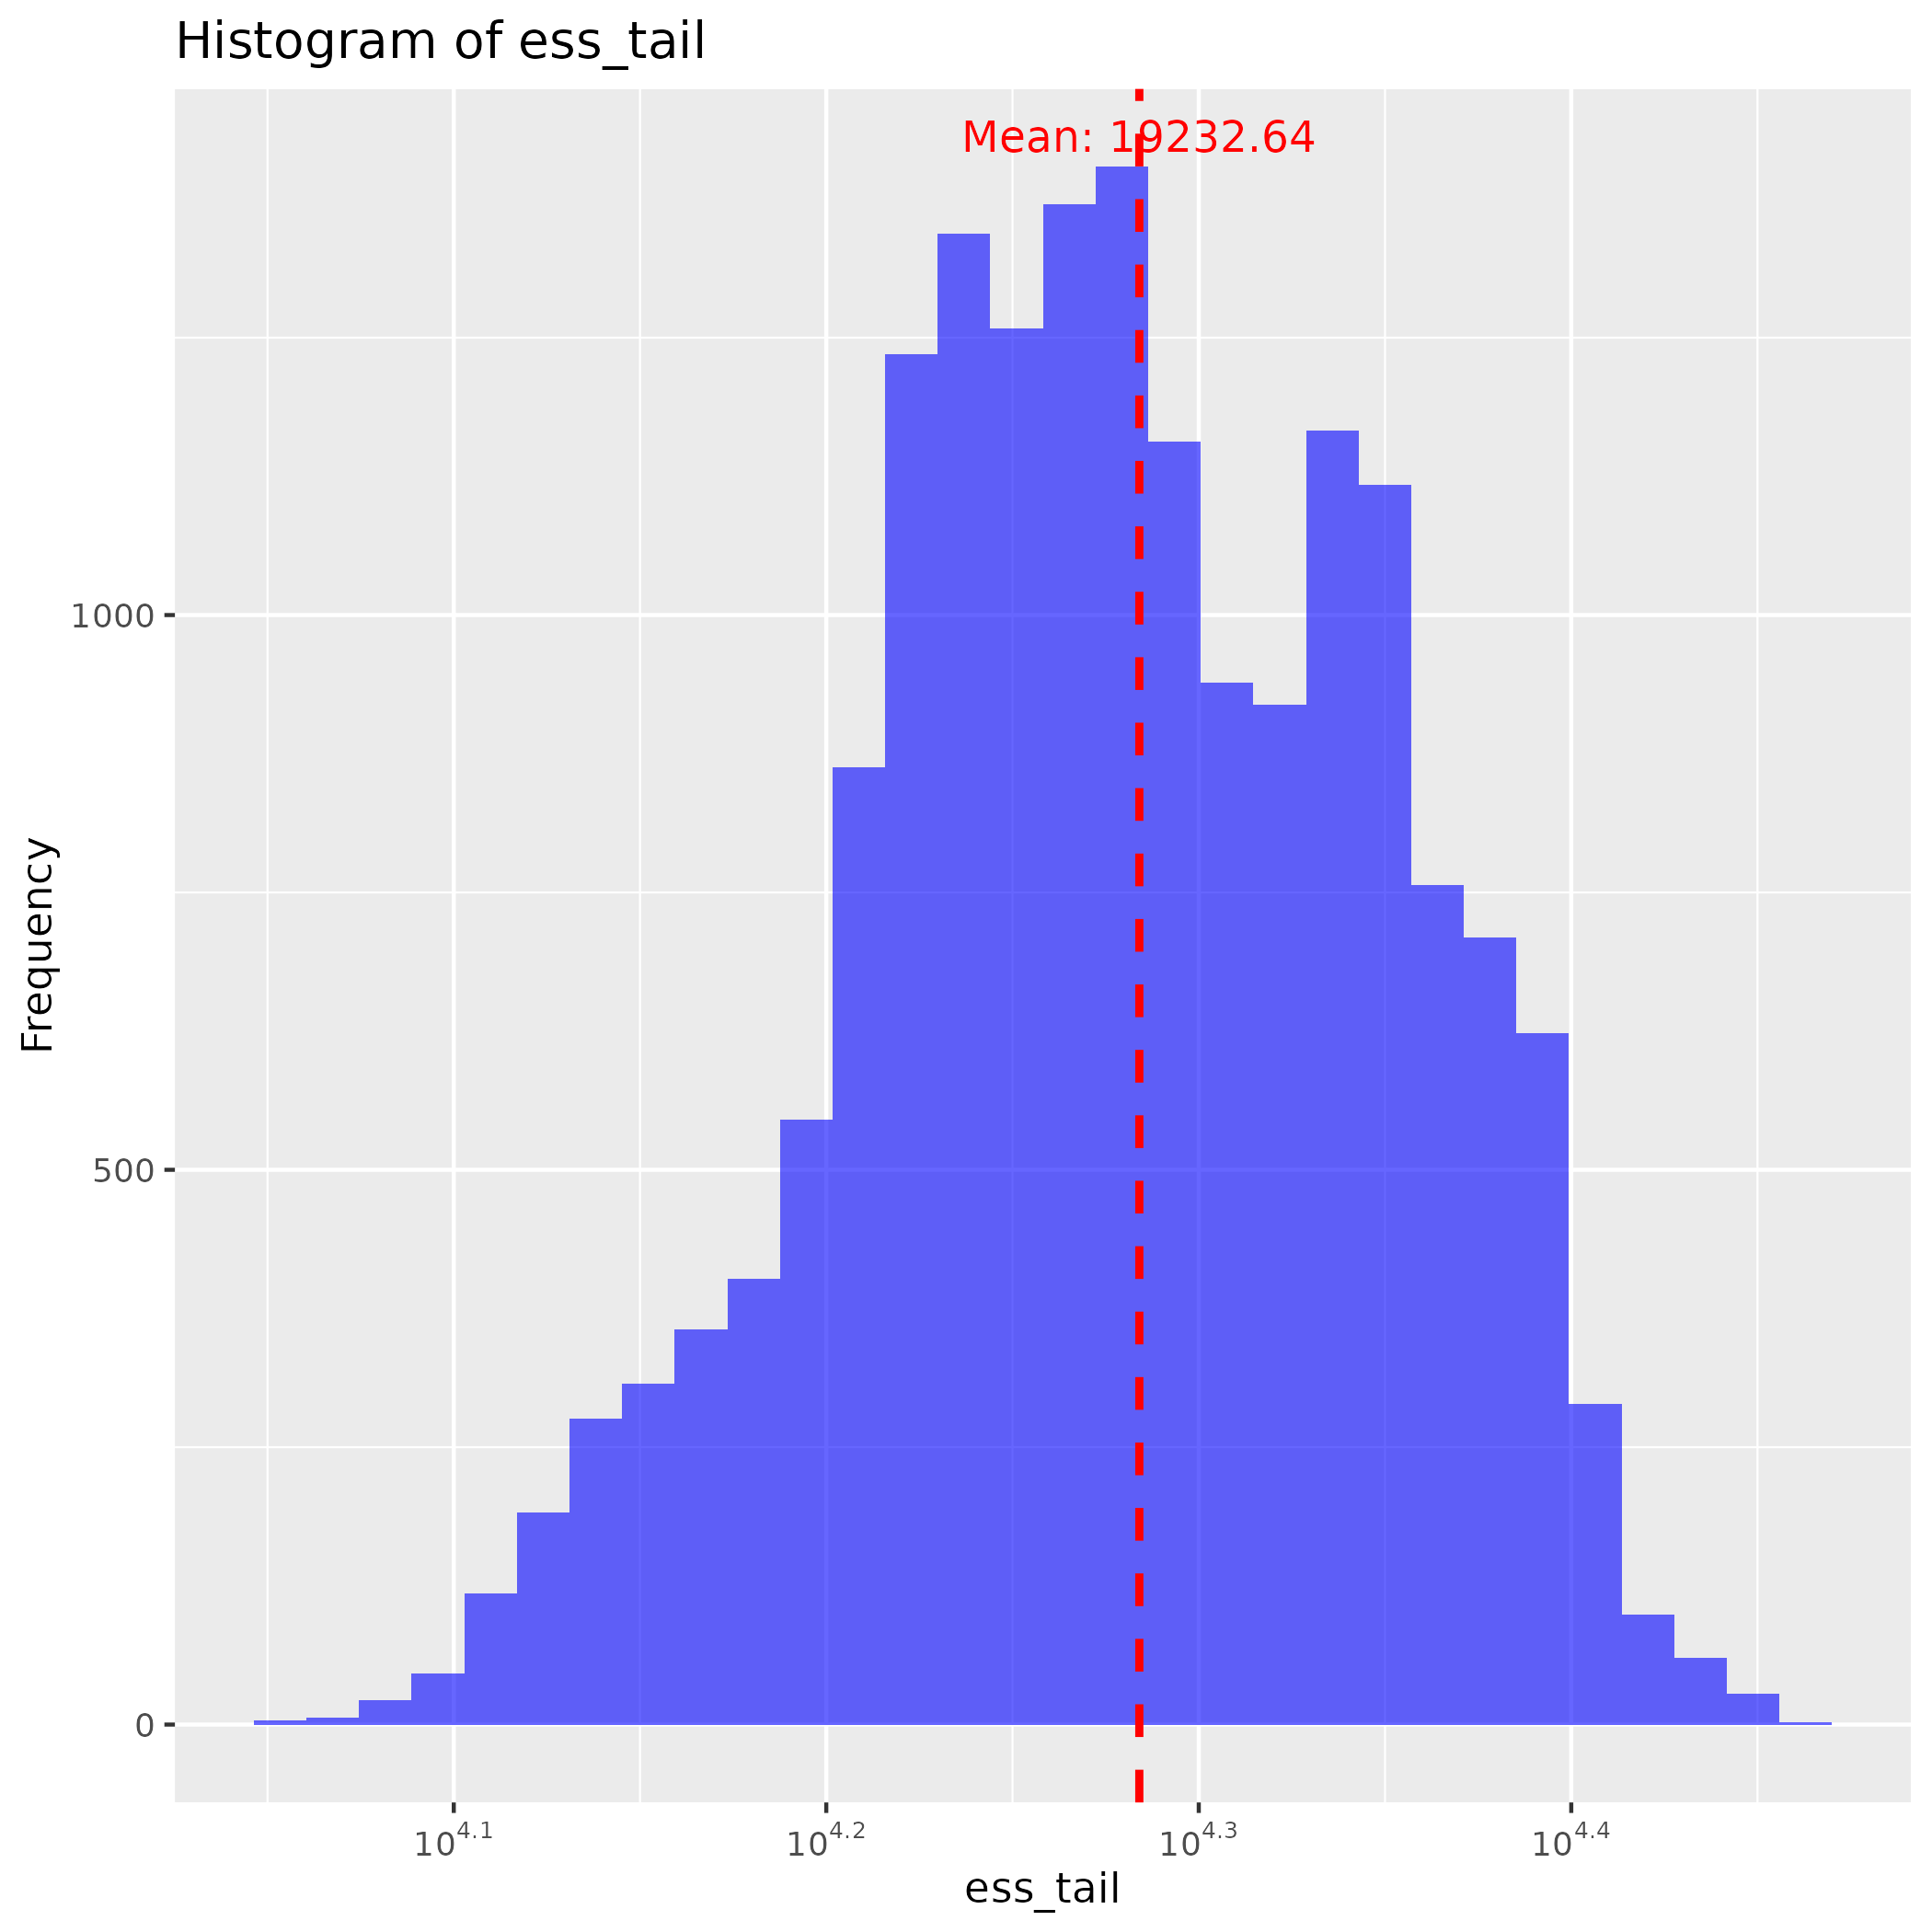 Histogram of ess_tail
Mean: 19232.64
Frequency
1000
500
0
10^4.1 10^4.2 10^4.3 10^4.4
ess_tail